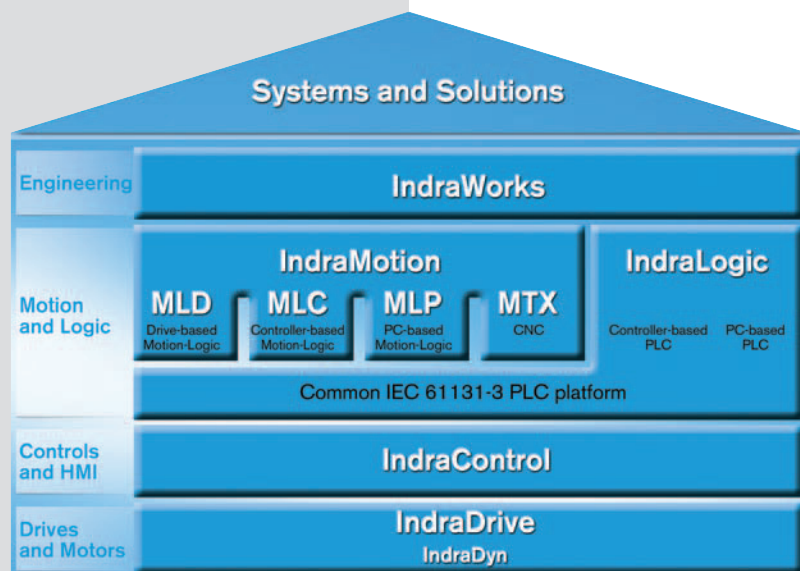 Systems and Solutions
Engineering
IndraWorks
Motion
and Logic
IndraMotion
MLD
Drive-based
Motion-Logic
MLC
Controller-based
Motion-Logic
MLP
PC-based
Motion-Logic
MTX
CNC
IndraLogic
Controller-based
PLC
PC-based
PLC
Common IEC 61131-3 PLC platform
Controls
and HMI
IndraControl
Drives
and Motors
IndraDrive
IndraDyn